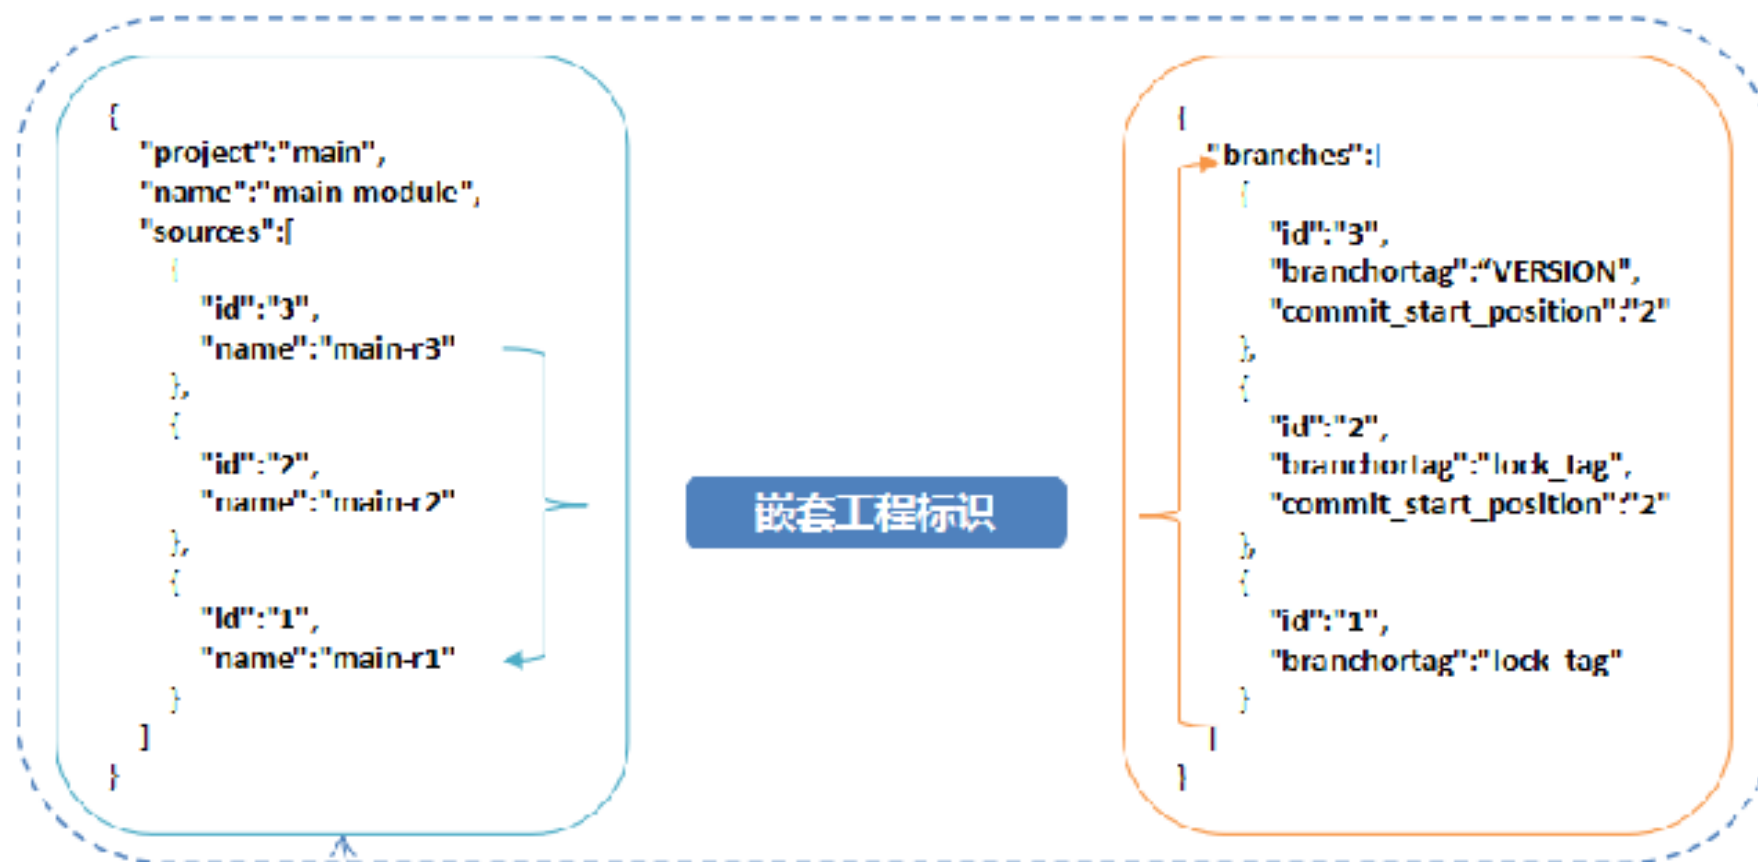 {
"project":"main",
"name":"main module",
"sources":[
{
"id":"3",
"name":"main-r3"
},
{
"id":"2",
"name":"main-r2"
},
{
"id":"1",
"name":"main-r1"
}
]
}
嵌套工程标识
{
"branches":[
{
"id":"3",
"branchortag":“VERSION",
"commit_start_position":"2"
},
{
"id":"2",
"branchortag":"lock_tag",
"commit_start_position":"2"
},
{
"id":"1",
"branchortag":"lock_tag"
}
]
}